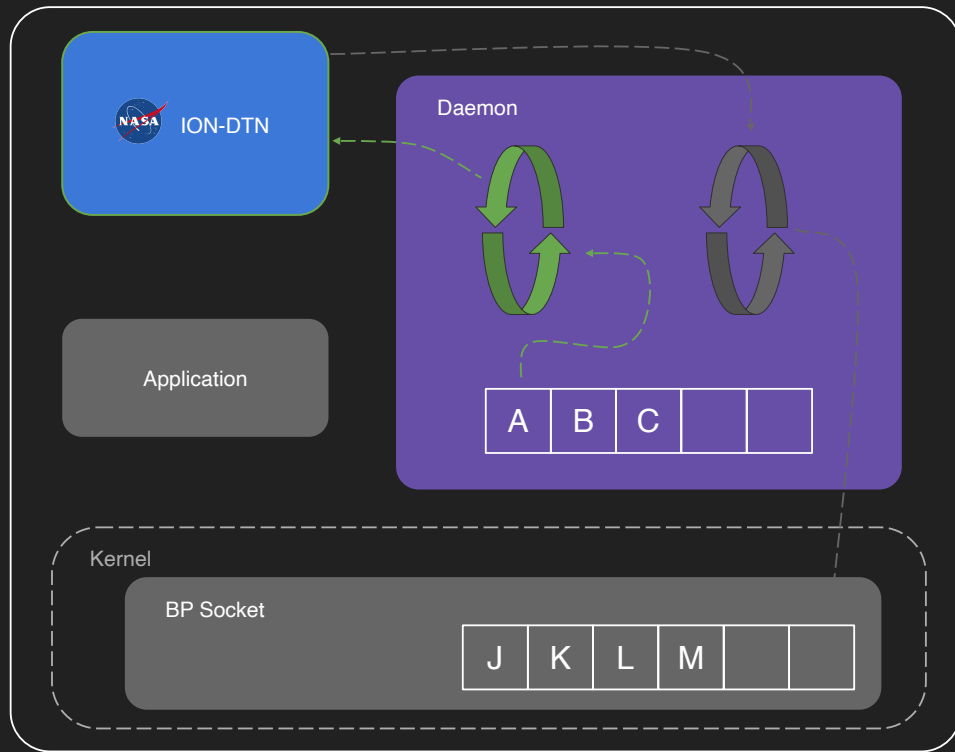 NASA
ION-DTN
Daemon
Application
A B C
Kernel
BP Socket
J K L M